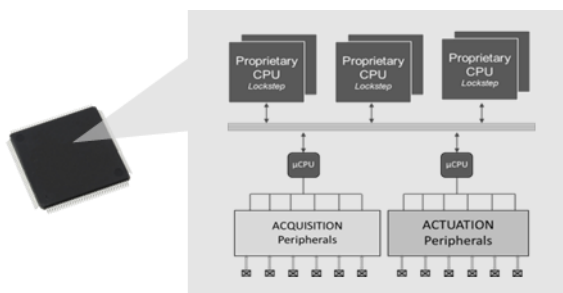 Proprietary
CPU
Lockstep
Proprietary
CPU
Lockstep
Proprietary
CPU
Lockstep
µCPU
µCPU
ACQUISITION
Peripherals
ACTUATION
Peripherals